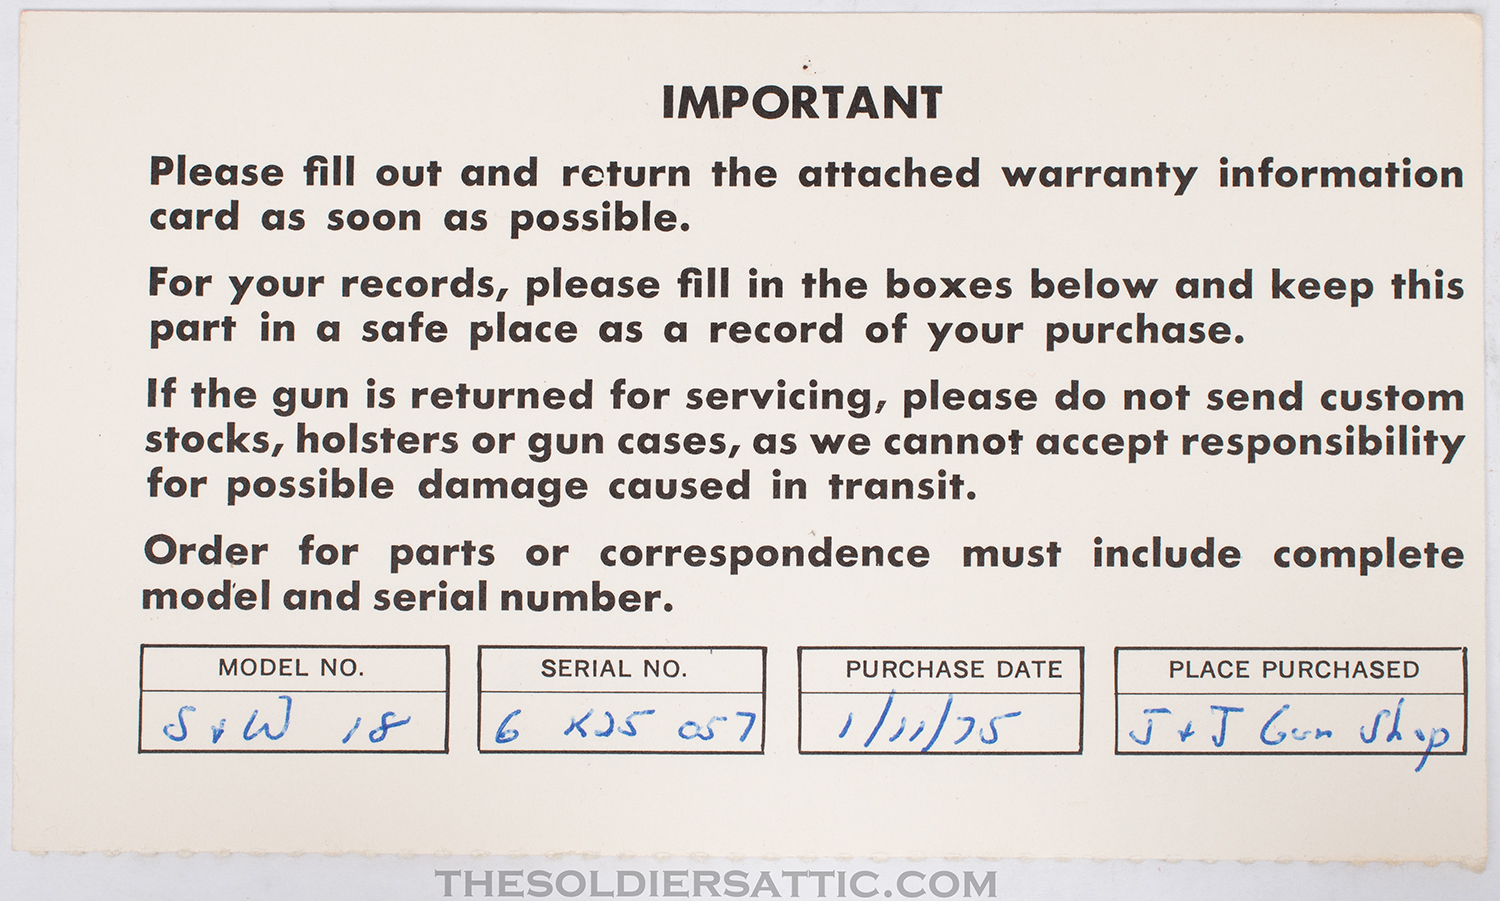 IMPORTANT
Please fill out and return the attached warranty information
card as soon as possible.
For your records, please fill in the boxes below and keep this
part in a safe place as a record of your purchase.
If the gun is returned for servicing, please do not send custom
stocks, holsters or gun cases, as we cannot accept responsibility
for possible damage caused in transit.
Order for parts or correspondence must include complete
model and serial number.
MODEL NO. SERIAL NO. PURCHASE DATE PLACE PURCHASED
S+W 18 6 K25 057 1/11/75 J+J Gun Shop
THESOLDIERSATTIC.COM